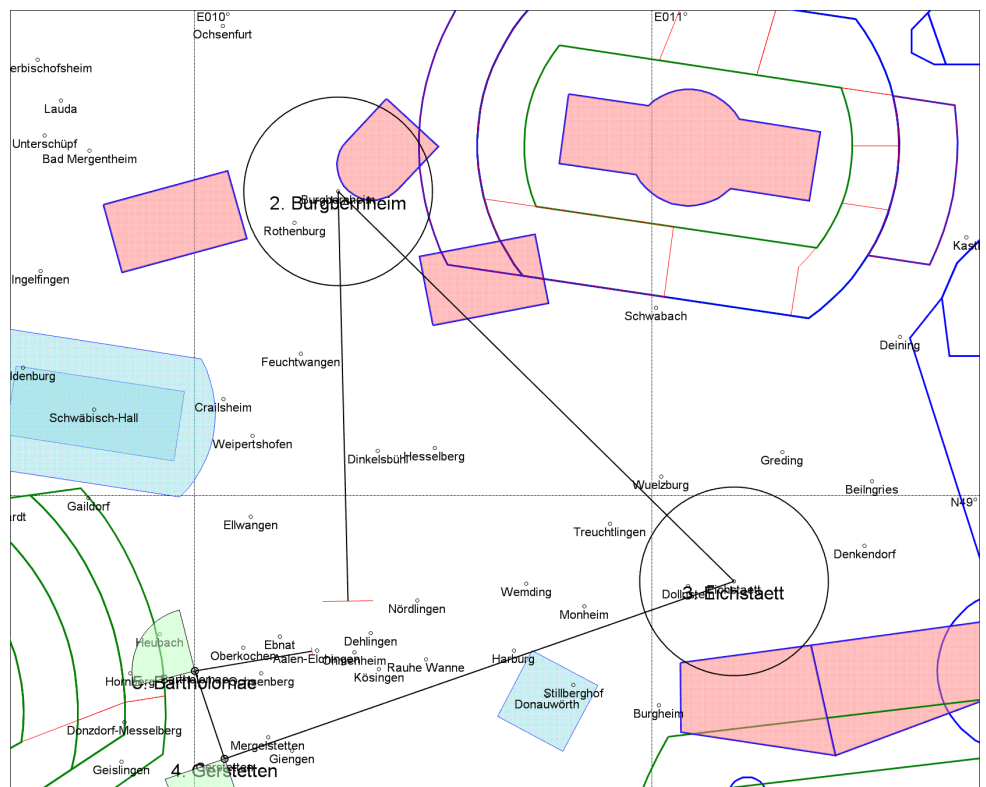 E010°
E011°
Ochsenfurt
erbischofsheim
Lauda
Unterschüpf
Bad Mergentheim
2. Burgbernheim
Rothenburg
Kastl
Ingelfingen
Schwabach
Deining
Feuchtwangen
ldenburg
Crailsheim
Schwäbisch-Hall
Weipertshofen
Dinkelsbühl
Hesselberg
Greding
Wuelzburg
Beilngries
N49°
Gaildorf
ardt
Ellwangen
Treuchtlingen
Denkendorf
Wemding
3. Eichstaett
Nördlingen
Monheim
Heubach
Ebnat
Dehlingen
Oberkochen
Aalen-Elchingen
Harburg
Rauhe Wanne
Kösingen
Stillberghof
Donauwörth
Burgheim
Donzdorf-Messelberg
Mergelstetten
Giengen
Geislingen
4. Gerstetten